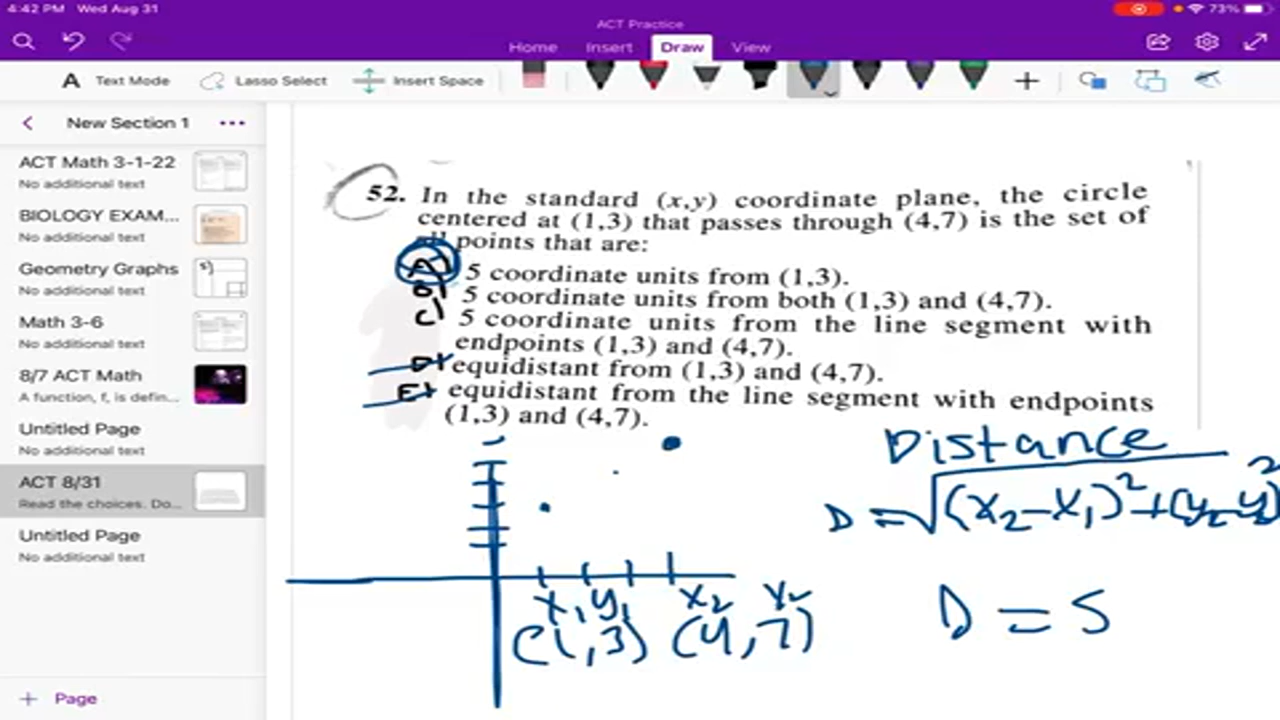 4:42 PM Wed Aug 31
73%
ACT Practice
Home Insert Draw View
A Text Mode Lasso Select Insert Space
New Section 1
ACT Math 3-1-22
No additional text
BIOLOGY EXAM...
No additional text
Geometry Graphs
No additional text
Math 3-6
No additional text
8/7 ACT Math
A function, f, is defin...
Untitled Page
No additional text
ACT 8/31
Read the choices. Do...
Untitled Page
No additional text
+ Page
52. In the standard (x,y) coordinate plane, the circle
centered at (1,3) that passes through (4,7) is the set of
all points that are:
A) 5 coordinate units from (1,3).
B) 5 coordinate units from both (1,3) and (4,7).
C) 5 coordinate units from the line segment with
endpoints (1,3) and (4,7).
D) equidistant from (1,3) and (4,7).
E) equidistant from the line segment with endpoints
(1,3) and (4,7).
Distance
D = √(x₂-x₁)²+(y₂-y₂)²
x₁ y₁ x₂ y₂
(1,3) (4,7)
D = 5